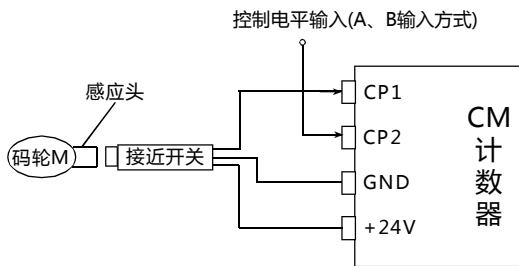 控制电平输入(A、B输入方式)
感应头
码轮M
接近开关
CP1
CP2
GND
+24V
CM
计
数
器